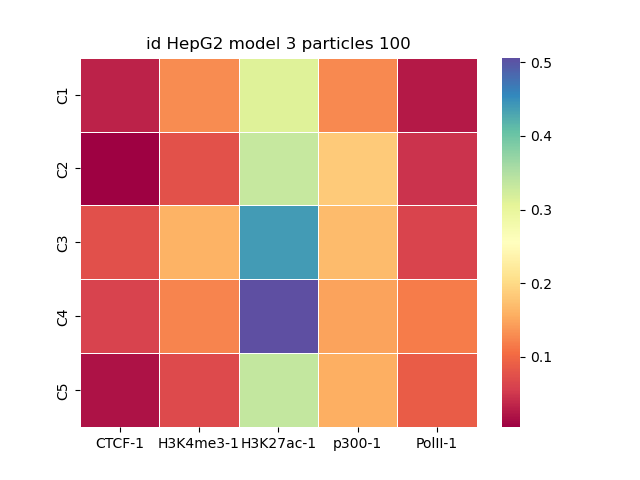 id HepG2 model 3 particles 100
C1
C2
C3
C4
C5
CTCF-1 H3K4me3-1 H3K27ac-1 p300-1 PolII-1
0.5
0.4
0.3
0.2
0.1